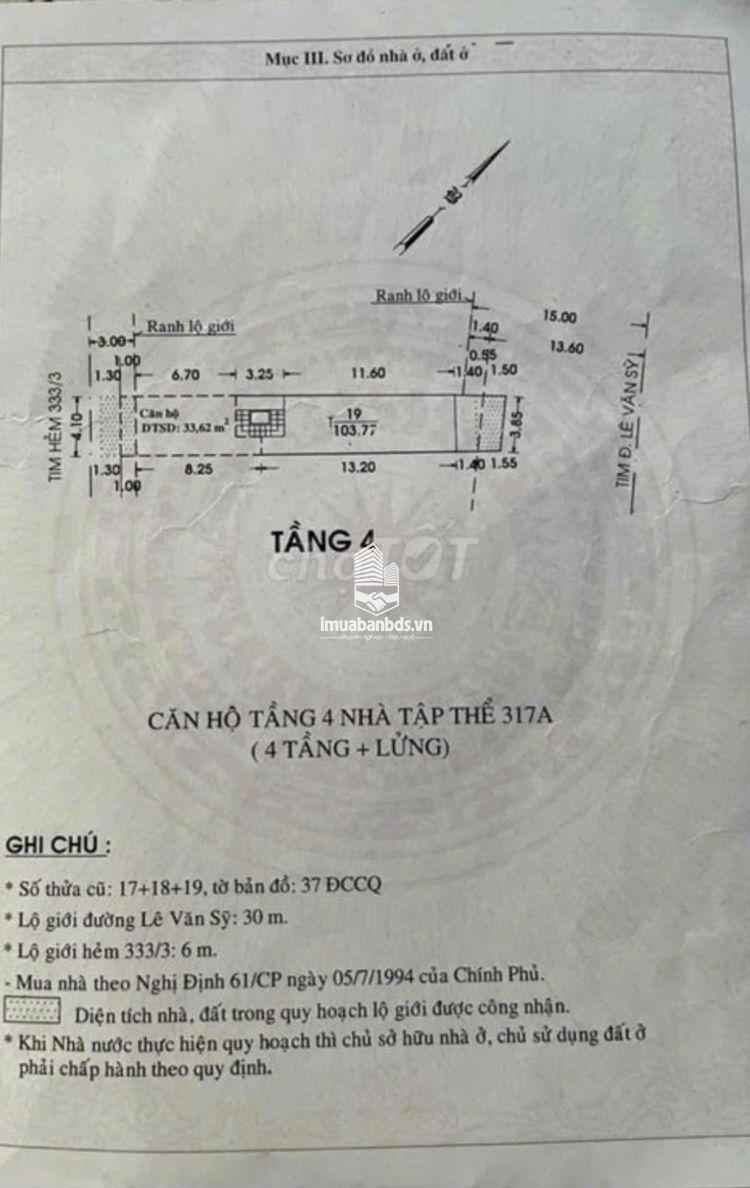 Mục III. Sơ đồ nhà ở, đất ở
Ranh lộ giới
15.00
Ranh lộ giới
1.40
13.60
3.00
0.55
1.00
1.30
6.70
3.25
11.60
1.40
1.50
TIM HẺM 333/3
4.10
Căn hộ
DTSD: 33,62 m²
19
103.77
3.85
TIM Đ. LÊ VĂN SỸ
1.30
8.25
13.20
1.40
1.55
1.00
TẦNG 4
chợTỐT
imuabanbds.vn
chuyên nghiệp - hiệu quả
CĂN HỘ TẦNG 4 NHÀ TẬP THỂ 317A
( 4 TẦNG + LỬNG)
GHI CHÚ :
* Số thửa cũ: 17+18+19, tờ bản đồ: 37 ĐCCQ
* Lộ giới đường Lê Văn Sỹ: 30 m.
* Lộ giới hẻm 333/3: 6 m.
- Mua nhà theo Nghị Định 61/CP ngày 05/7/1994 của Chính Phủ.
Diện tích nhà, đất trong quy hoạch lộ giới được công nhận.
* Khi Nhà nước thực hiện quy hoạch thì chủ sở hữu nhà ở, chủ sử dụng đất ở
phải chấp hành theo quy định.